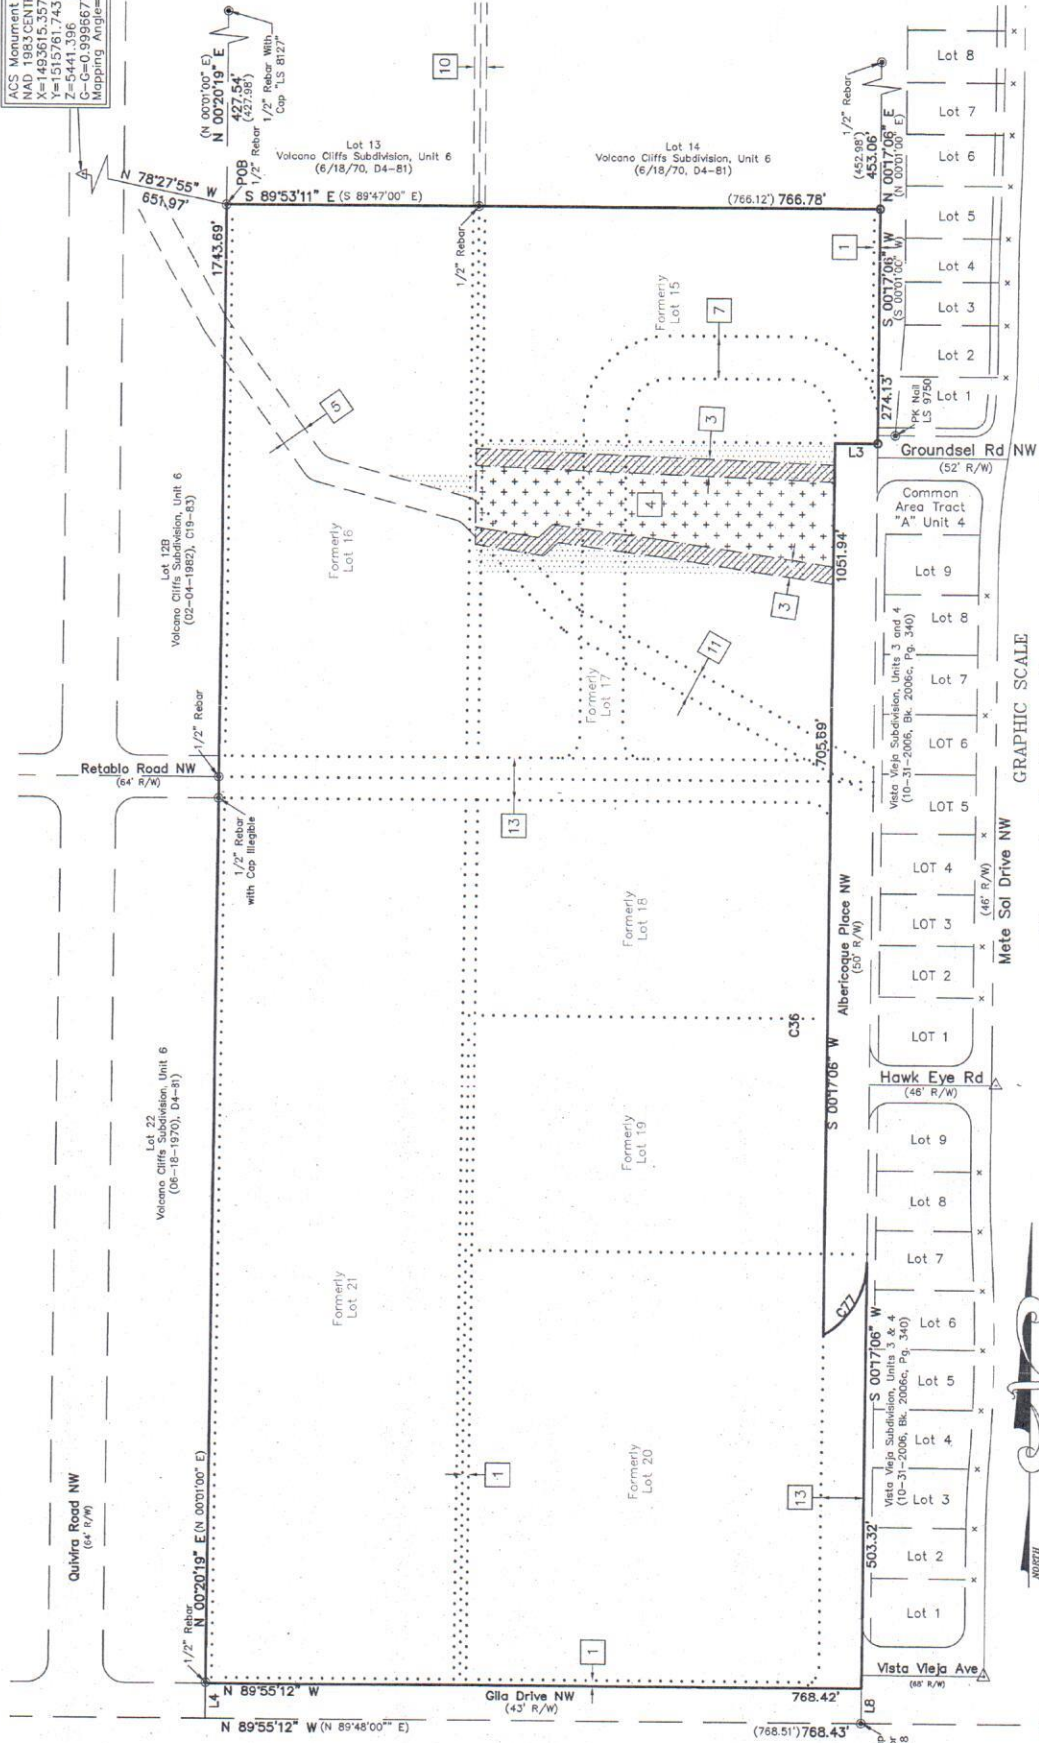 ACS Monument
NAD 1983 CENT
X=1493615.357
Y=1515761.743
Z=5441.396
G-G=0.9996677
Mapping Angle=
N 78°27'55" W
651.97'
(N 00°01'00" E)
N 00°20'19" E
427.54'
(427.98')
1/2" Rebar With
Cap "LS 8127"
POB
1/2" Rebar
10
Lot 13
Volcano Cliffs Subdivision, Unit 6
(6/18/70, D4-81)
Lot 14
Volcano Cliffs Subdivision, Unit 6
(6/18/70, D4-81)
S 89°53'11" E (S 89°47'00" E)
(766.12') 766.78'
1/2" Rebar
1/2" Rebar
(452.98')
453.06'
N 00°17'06" E
(N 00°01'00" E)
Lot 8
Lot 7
Lot 6
Lot 5
Lot 4
Lot 3
Lot 2
Lot 1
1743.69'
1
S 00°17'06" W
(S 00°01'00" W)
Formerly
Lot 15
7
274.13'
PK Nail
LS 9750
5
3
L3
Groundsel Rd NW
(52' R/W)
4
Common
Area Tract
"A" Unit 4
Lot 12B
Volcano Cliffs Subdivision, Unit 6
(02-04-1982), C19-83)
Formerly
Lot 16
1051.94'
3
Lot 9
Lot 8
Lot 7
LOT 6
LOT 5
LOT 4
LOT 3
LOT 2
LOT 1
11
Formerly
Lot 17
Vista Vieja Subdivision, Units 3 and 4
(10-31-2006, Bk. 2006c, Pg. 340)
GRAPHIC SCALE
1/2" Rebar
Retablo Road NW
(64' R/W)
705.69'
13
1/2" Rebar
with Cap Illegible
Formerly
Lot 18
Albericoque Place NW
(50' R/W)
Mete Sol Drive NW
(46' R/W)
C36
S 00°17'06" W
Hawk Eye Rd
(46' R/W)
Lot 22
Volcano Cliffs Subdivision, Unit 6
(06-18-1970), D4-81)
Formerly
Lot 19
Lot 9
Lot 8
Lot 7
Lot 6
Lot 5
Lot 4
Lot 3
Lot 2
Lot 1
Formerly
Lot 21
C77
S 00°17'06" W
Vista Vieja Subdivision, Units 3 & 4
(10-31-2006, Bk. 2006c, Pg. 340)
Quivira Road NW
(64' R/W)
N 00°20'19" E (N 00°01'00" E)
1
Formerly
Lot 20
13
503.32'
NORTH
1/2" Rebar
1
Vista Vieja Ave
(68' R/W)
L4
N 89°55'12" W
Gila Drive NW
(43' R/W)
768.42'
L8
N 89°55'12" W (N 89°48'00"" E)
(768.51') 768.43'